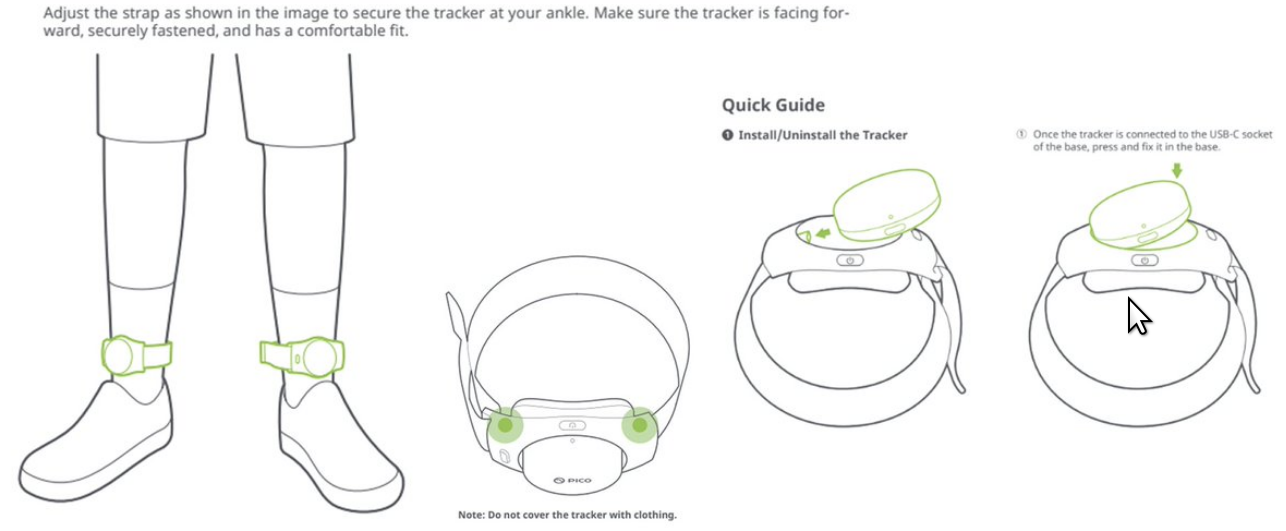 Adjust the strap as shown in the image to secure the tracker at your ankle. Make sure the tracker is facing for-
ward, securely fastened, and has a comfortable fit.
Quick Guide
❶ Install/Uninstall the Tracker
① Once the tracker is connected to the USB-C socket
of the base, press and fix it in the base.
PICO
Note: Do not cover the tracker with clothing.